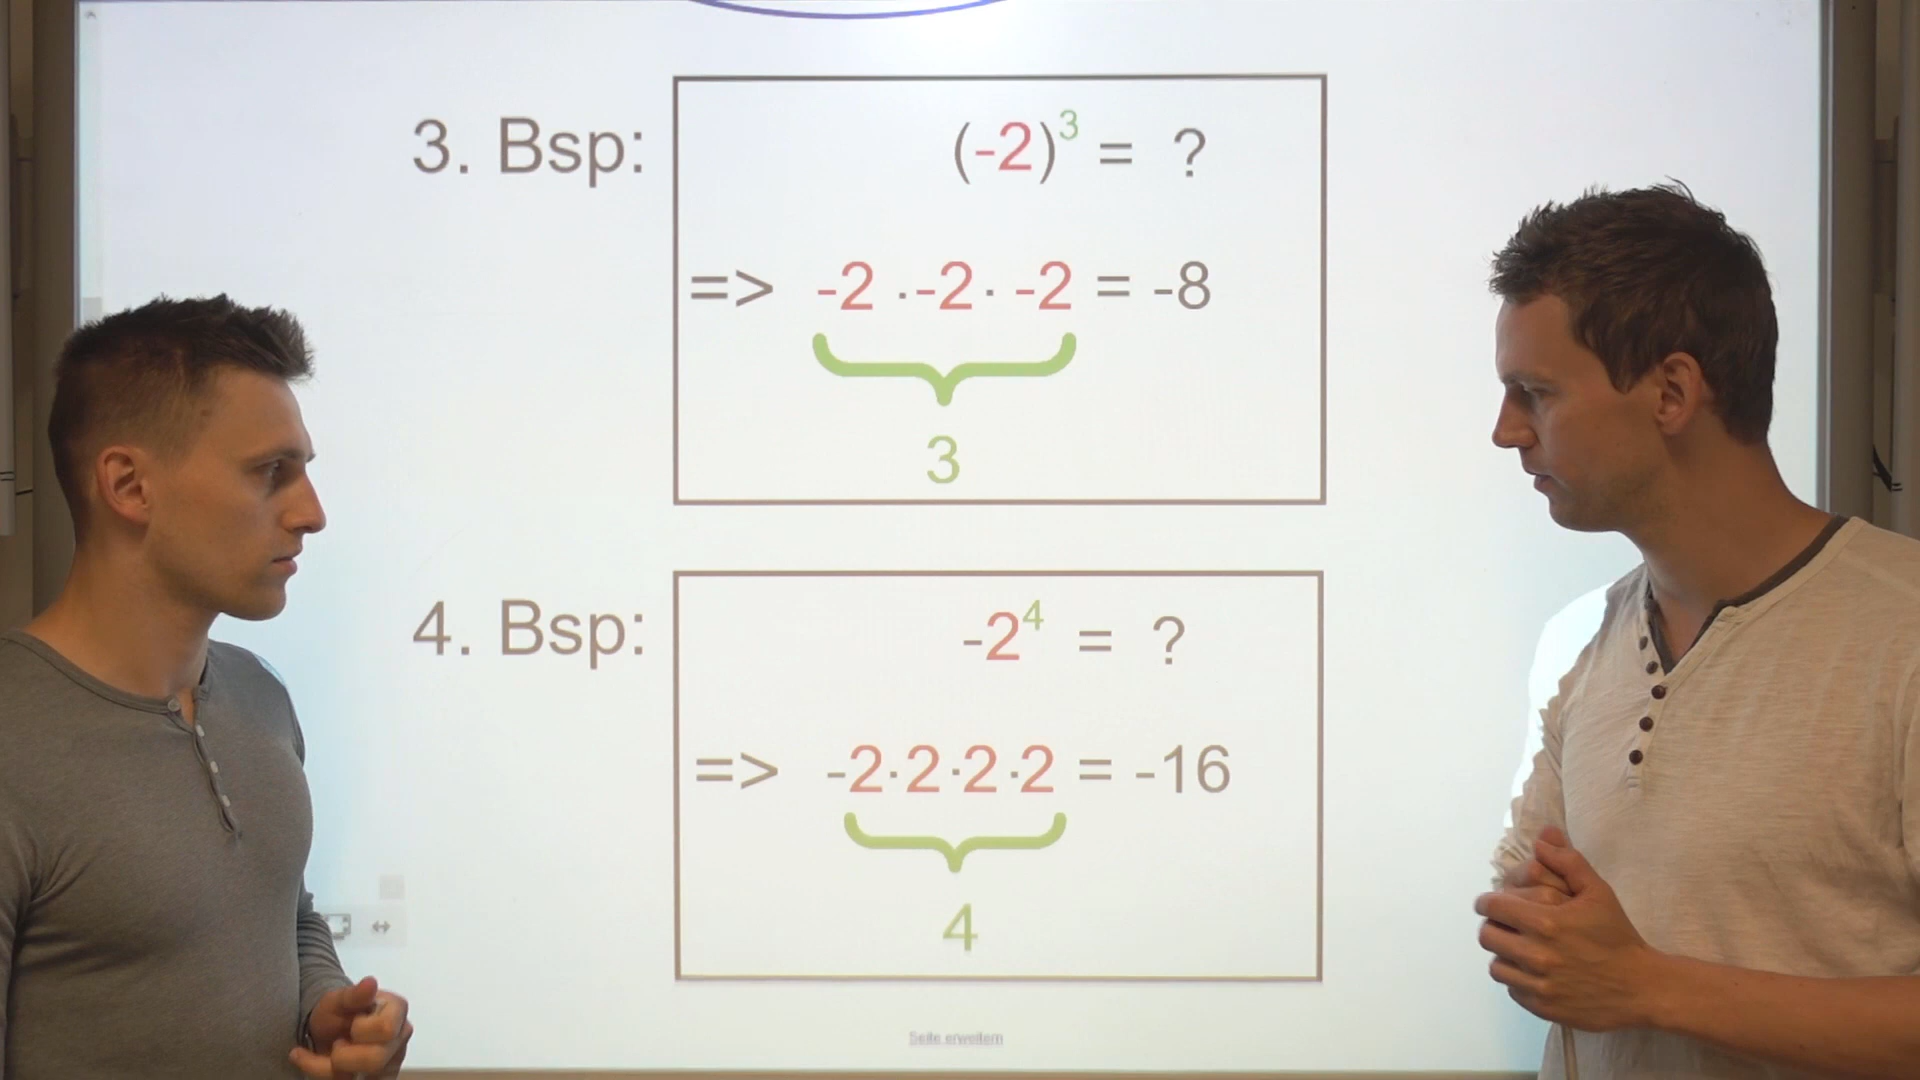 3. Bsp:
(-2)³ = ?
=> -2 · -2 · -2 = -8
3
4. Bsp:
-2⁴ = ?
=> -2·2·2·2 = -16
4
Seite erweitern